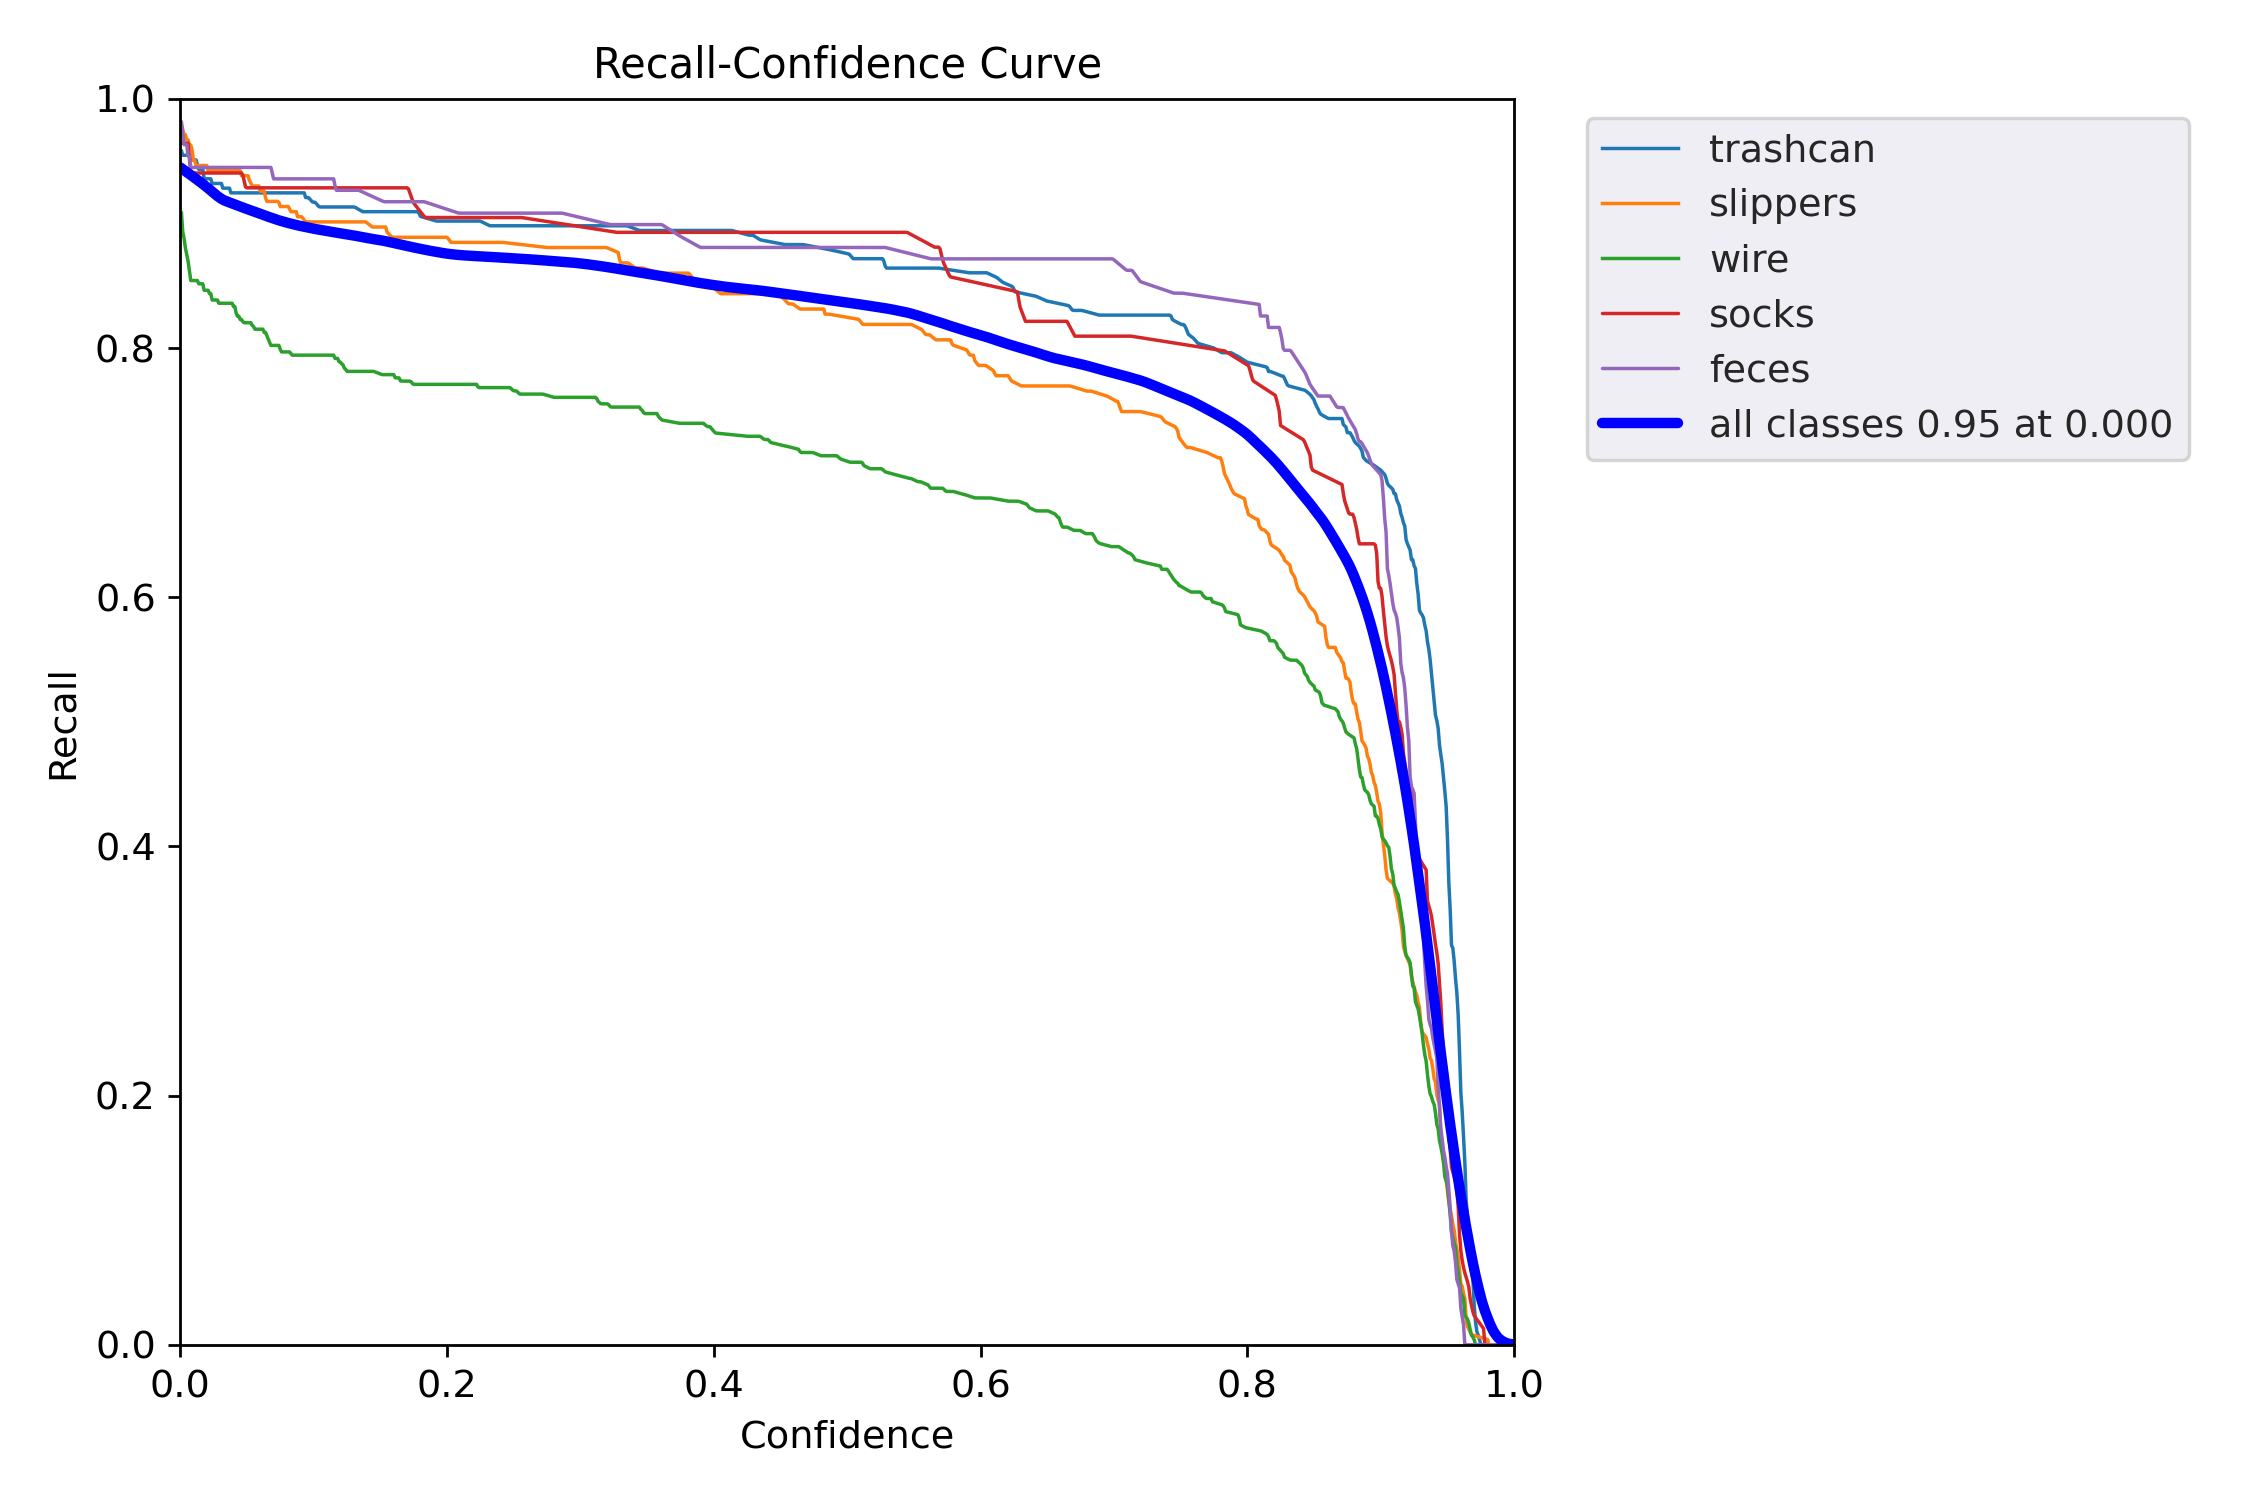 Recall-Confidence Curve
1.0
0.8
0.6
0.4
0.2
0.0
Recall
0.0 0.2 0.4 0.6 0.8 1.0
Confidence
trashcan
slippers
wire
socks
feces
all classes 0.95 at 0.000